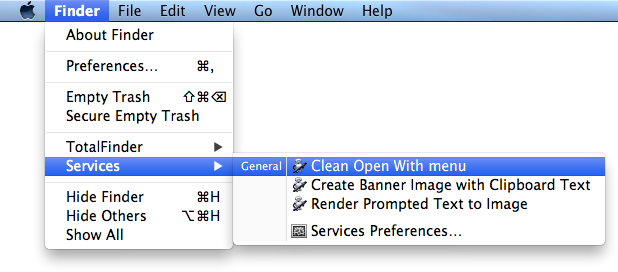 Finder File Edit View Go Window Help
About Finder
Preferences... ⌘,
Empty Trash ⇧⌘⌫
Secure Empty Trash
TotalFinder ▶
Services ▶ General Clean Open With menu
Create Banner Image with Clipboard Text
Hide Finder ⌘H Render Prompted Text to Image
Hide Others ⌥⌘H
Show All Services Preferences...